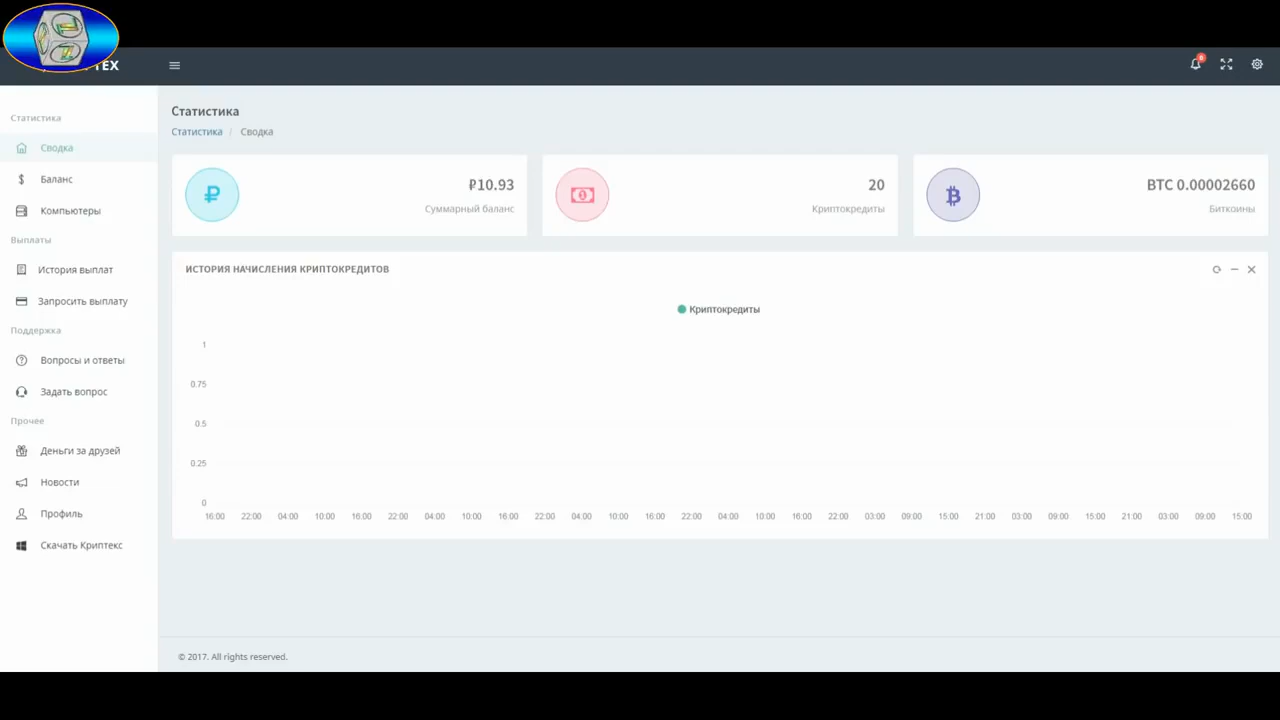 TEX
6
Статистика
Сводка
Баланс
Компьютеры
Выплаты
История выплат
Запросить выплату
Поддержка
Вопросы и ответы
Задать вопрос
Прочее
Деньги за друзей
Новости
Профиль
Скачать Криптекс
Статистика
Статистика / Сводка
₽10.93
Суммарный баланс
20
Криптокредиты
BTC 0.00002660
Биткоины
ИСТОРИЯ НАЧИСЛЕНИЯ КРИПТОКРЕДИТОВ
Криптокредиты
1
0.75
0.5
0.25
0
16:00 22:00 04:00 10:00 16:00 22:00 04:00 10:00 16:00 22:00 04:00 10:00 16:00 22:00 04:00 10:00 16:00 22:00 03:00 09:00 15:00 21:00 03:00 09:00 15:00 21:00 03:00 09:00 15:00
© 2017. All rights reserved.